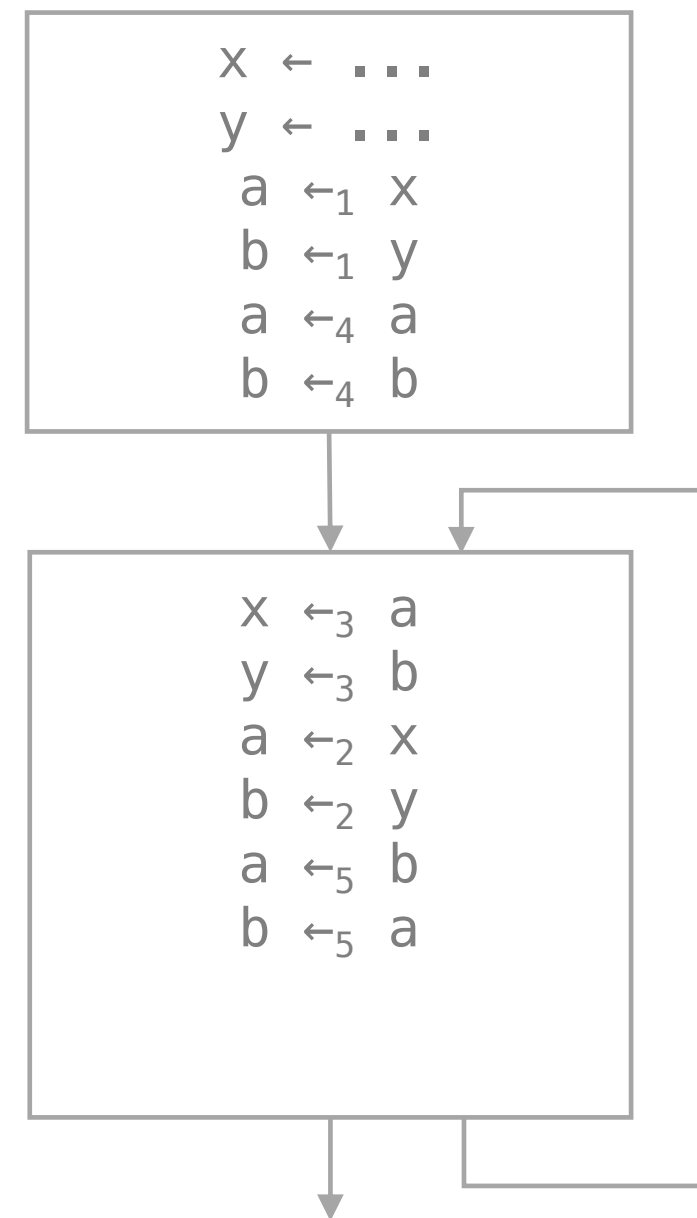 x ← ...
y ← ...
a ←₁ x
b ←₁ y
a ←₄ a
b ←₄ b
x ←₃ a
y ←₃ b
a ←₂ x
b ←₂ y
a ←₅ b
b ←₅ a